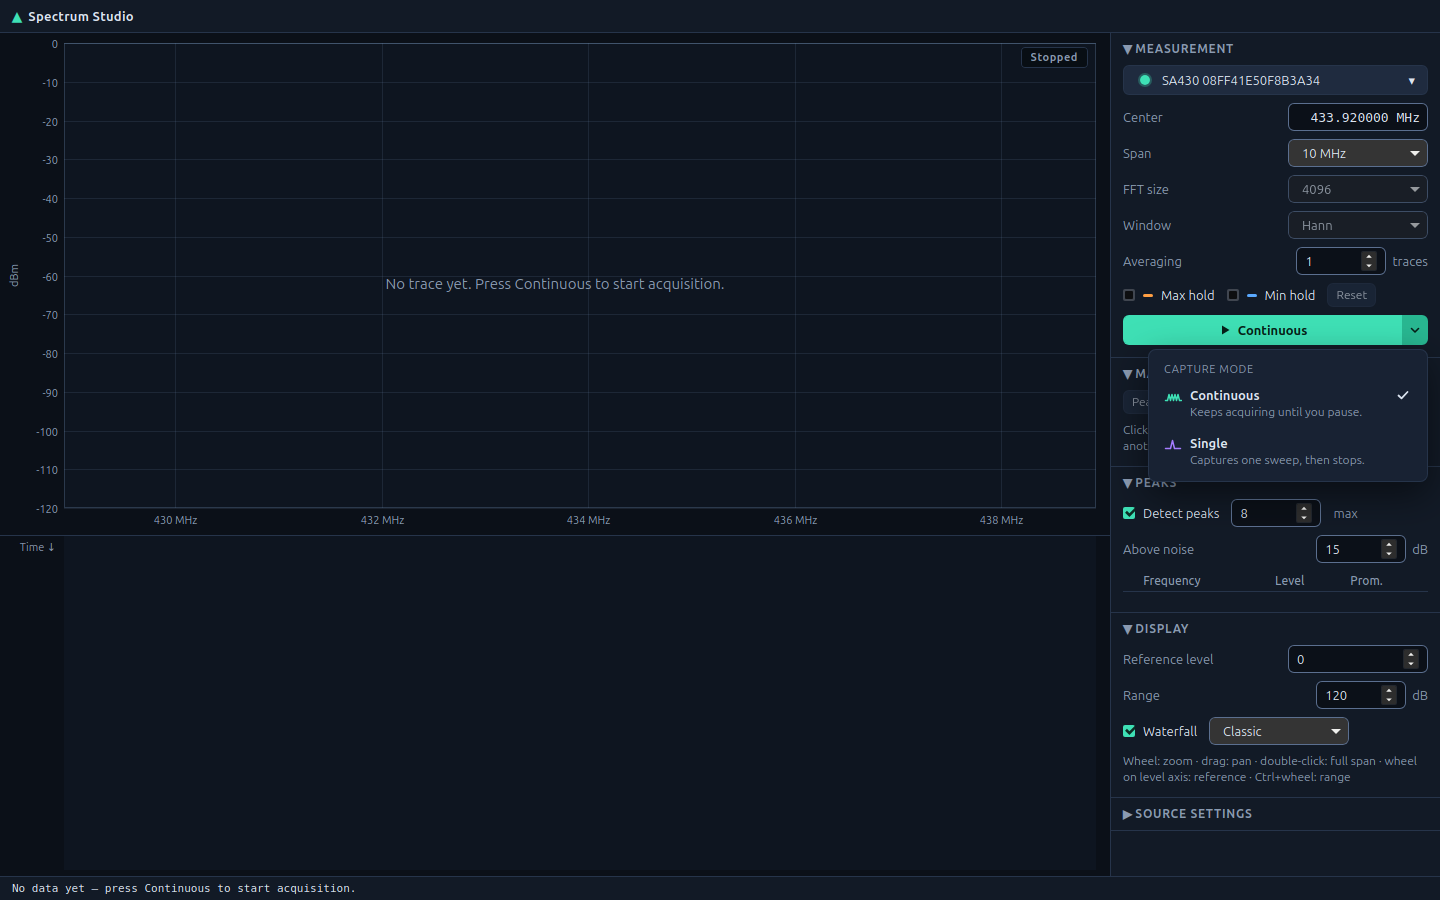 Spectrum Studio
0
Stopped
-10
-20
-30
-40
-50
-60
-70
-80
-90
-100
-110
-120
dBm
No trace yet. Press Continuous to start acquisition.
430 MHz
432 MHz
434 MHz
436 MHz
438 MHz
Time ↓
▼ MEASUREMENT
SA430 08FF41E50F8B3A34
Center 433.920000 MHz
Span 10 MHz
FFT size 4096
Window Hann
Averaging 1 traces
Max hold Min hold Reset
Continuous
CAPTURE MODE
Continuous
Keeps acquiring until you pause.
Single
Captures one sweep, then stops.
Click
▼ PEAKS
Detect peaks 8 max
Above noise 15 dB
Frequency Level Prom.
▼ DISPLAY
Reference level 0
Range 120 dB
Waterfall Classic
Wheel: zoom · drag: pan · double-click: full span · wheel
on level axis: reference · Ctrl+wheel: range
▶ SOURCE SETTINGS
No data yet — press Continuous to start acquisition.